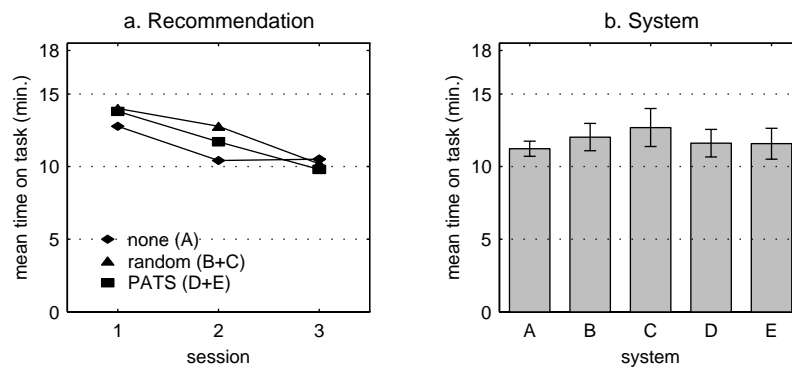 a. Recommendation
mean time on task (min.)
18
15
10
5
0
none (A)
random (B+C)
PATS (D+E)
1 2 3
session
b. System
mean time on task (min.)
18
15
10
5
0
A B C D E
system